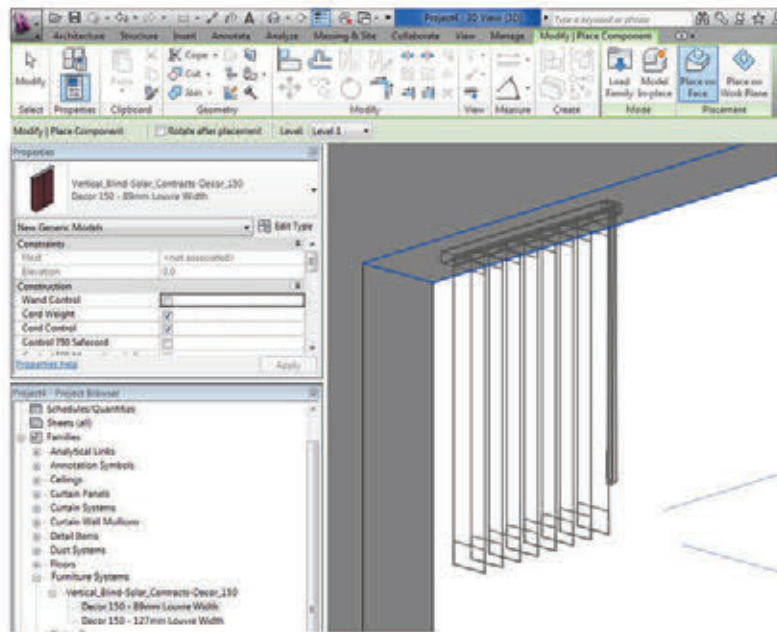 Project4 - 3D View: {3D}
Type a keyword or phrase
Architecture Structure Insert Annotate Analyze Massing & Site Collaborate View Manage Modify | Place Component
Modify
Paste
Cope
Cut
Join
Load Family
Model In-place
Place on Face
Place on Work Plane
Select Properties Clipboard Geometry Modify View Measure Create Mode Placement
Modify | Place Component Rotate after placement Level: Level 1
Properties
Vertical_Blind-Solar_Contracts-Decor_150
Decor 150 - 89mm Louvre Width
New Generic Models Edit Type
Constraints
Host <not associated>
Elevation 0.0
Construction
Wand Control
Cord Weight
Cord Control
Control 750 Safecord
Properties help Apply
Project4 - Project Browser
Schedules/Quantities
Sheets (all)
Families
Analytical Links
Annotation Symbols
Ceilings
Curtain Panels
Curtain Systems
Curtain Wall Mullions
Detail Items
Duct Systems
Floors
Furniture Systems
Vertical_Blind-Solar_Contracts-Decor_150
Decor 150 - 89mm Louvre Width
Decor 150 - 127mm Louvre Width